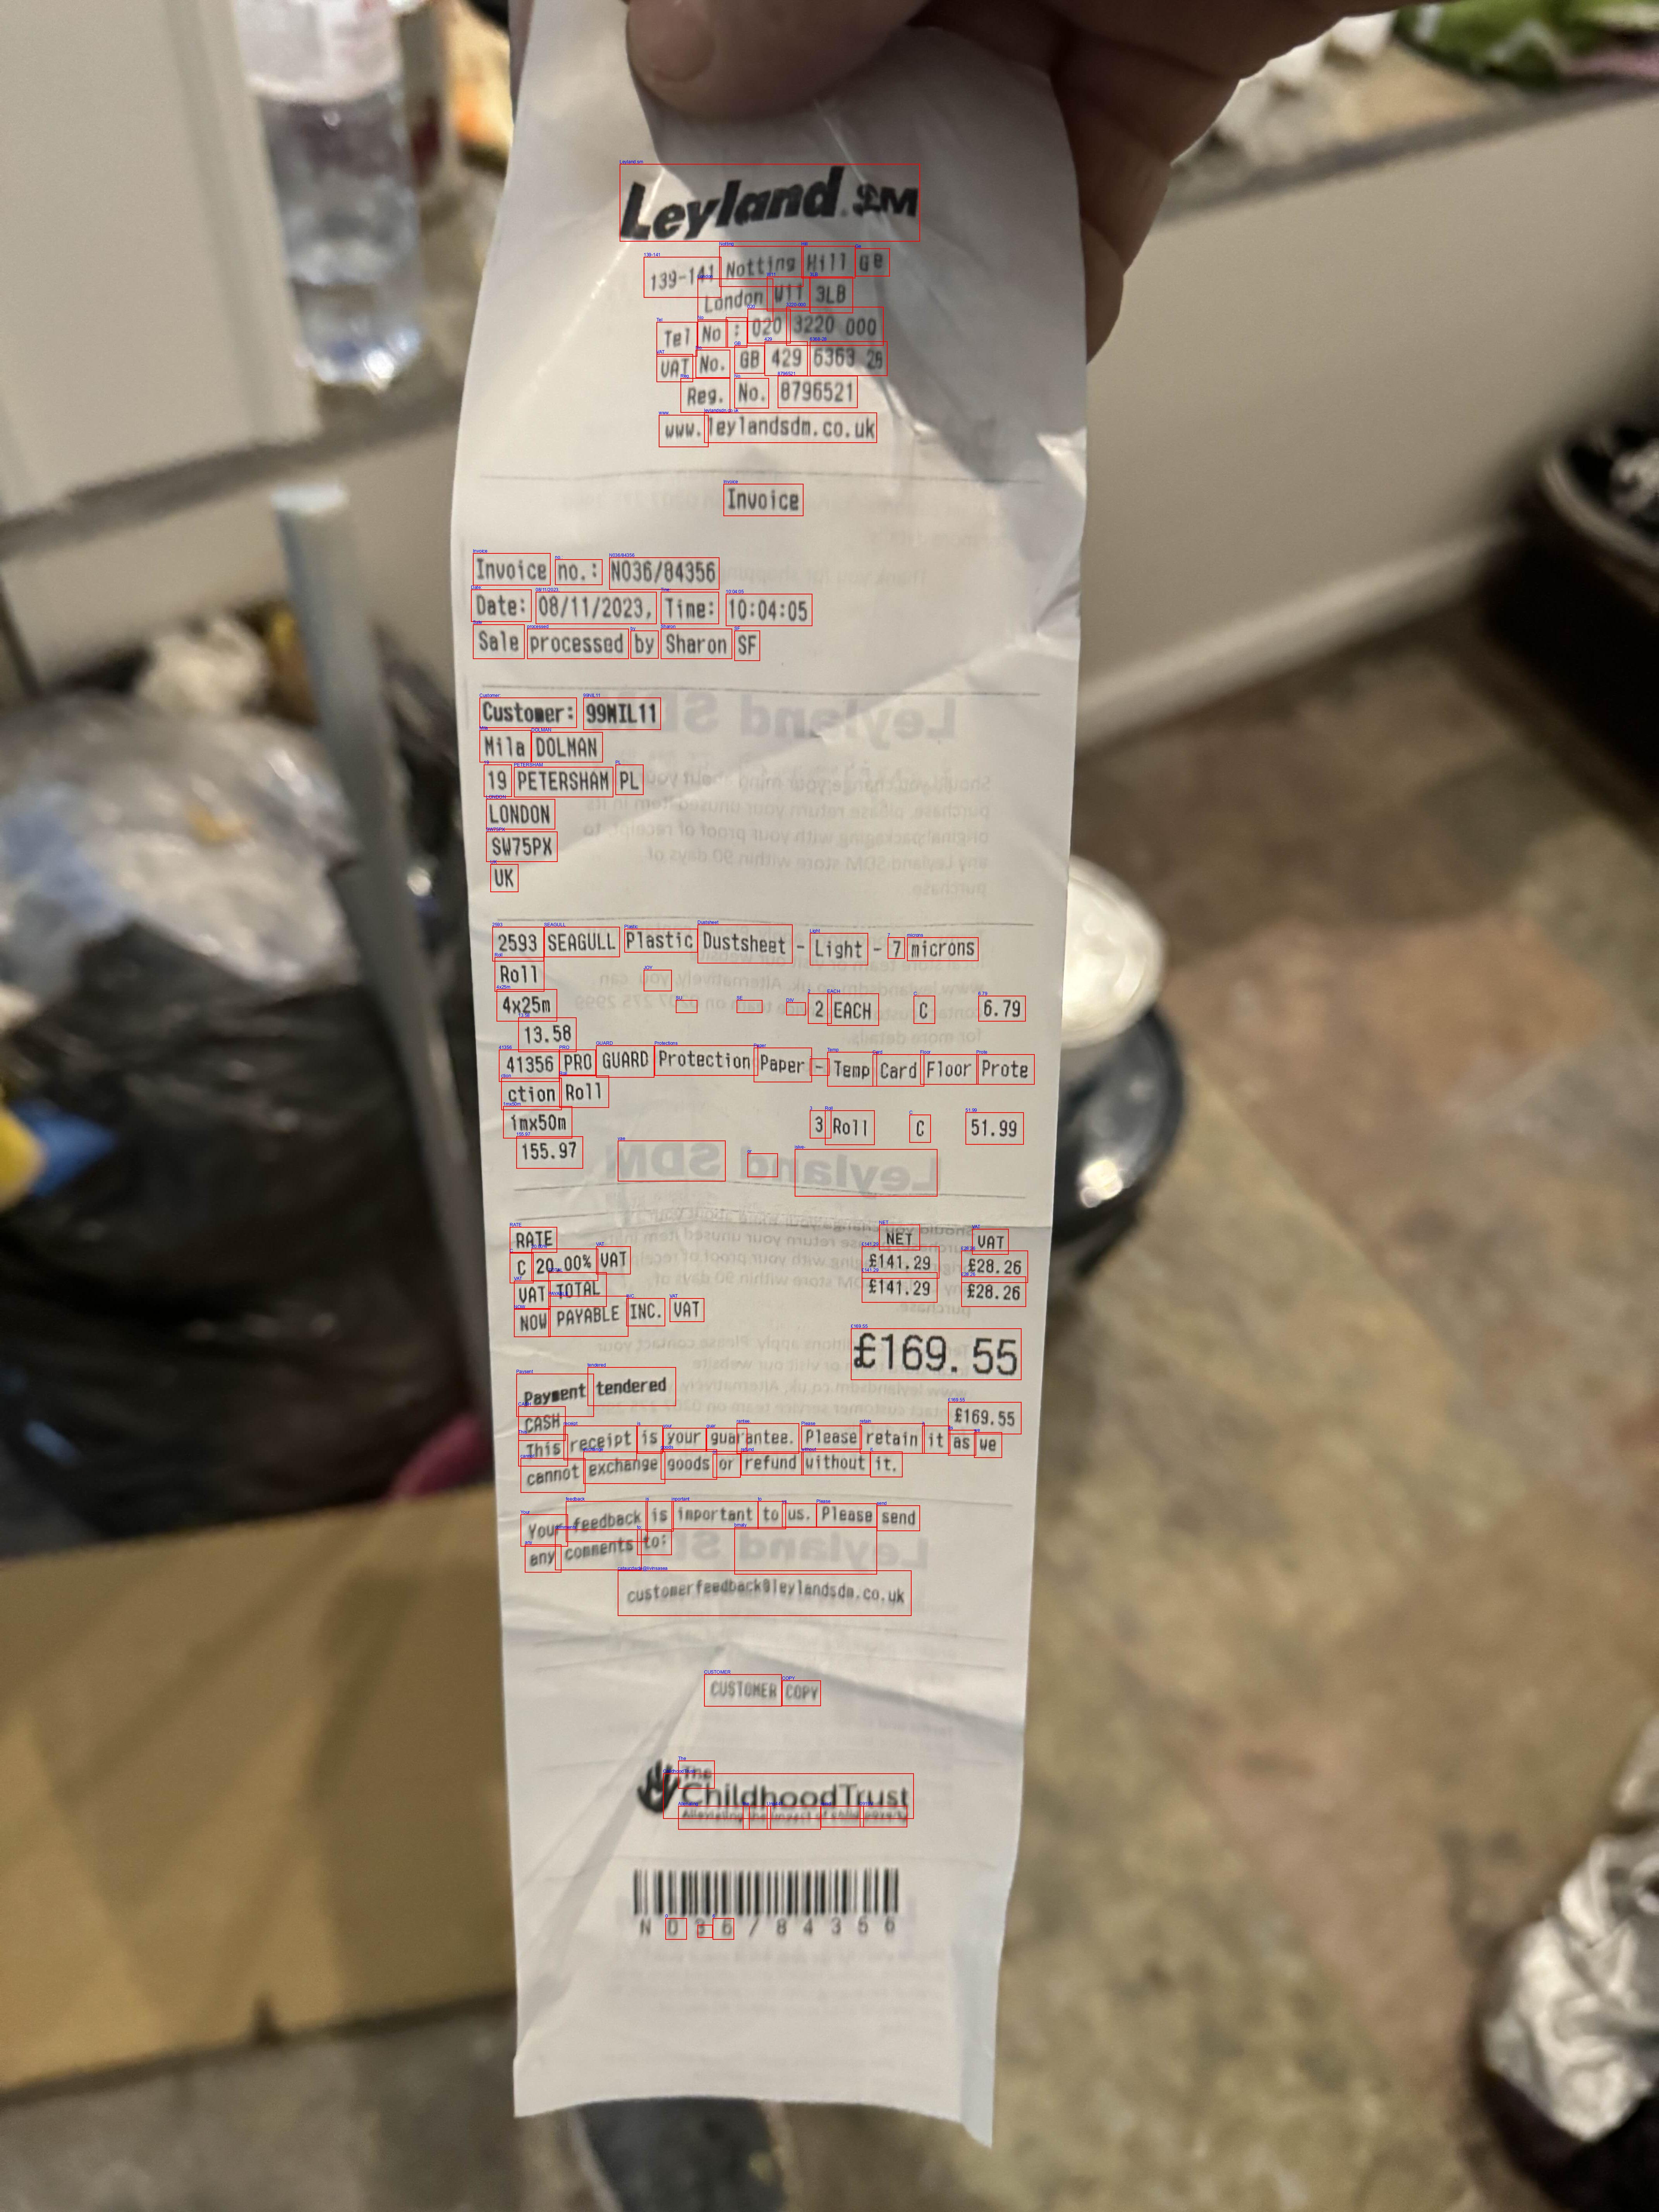 Leyland SDM
139-141 Notting Hill Ge
London W11 3LB
Tel No : 020 3220 000
VAT No. GB 429 6363 26
Reg. No. 8796521
www.leylandsdm.co.uk
Invoice
Invoice no.: N036/84356
Date: 08/11/2023, Time: 10:04:05
Sale processed by Sharon SF
Customer: 99MIL11
Mila DOLMAN
19 PETERSHAM PL
LONDON
SW75PX
UK
2593 SEAGULL Plastic Dustsheet - Light - 7 microns
Roll
4x25m 2 EACH C 6.79
13.58
41356 PRO GUARD Protection Paper - Temp Card Floor Prote
ction Roll
1mx50m 3 Roll C 51.99
155.97
RATE NET VAT
C 20.00% VAT £141.29 £28.26
VAT TOTAL £141.29 £28.26
NOW PAYABLE INC. VAT
£169.55
Payment tendered
CASH £169.55
This receipt is your guarantee. Please retain it as we
cannot exchange goods or refund without it.
Your feedback is important to us. Please send
any comments to:
customerfeedback@leylandsdm.co.uk
CUSTOMER COPY
The
ChildhoodTrust
Alleviating the impact of child poverty
N036/84356